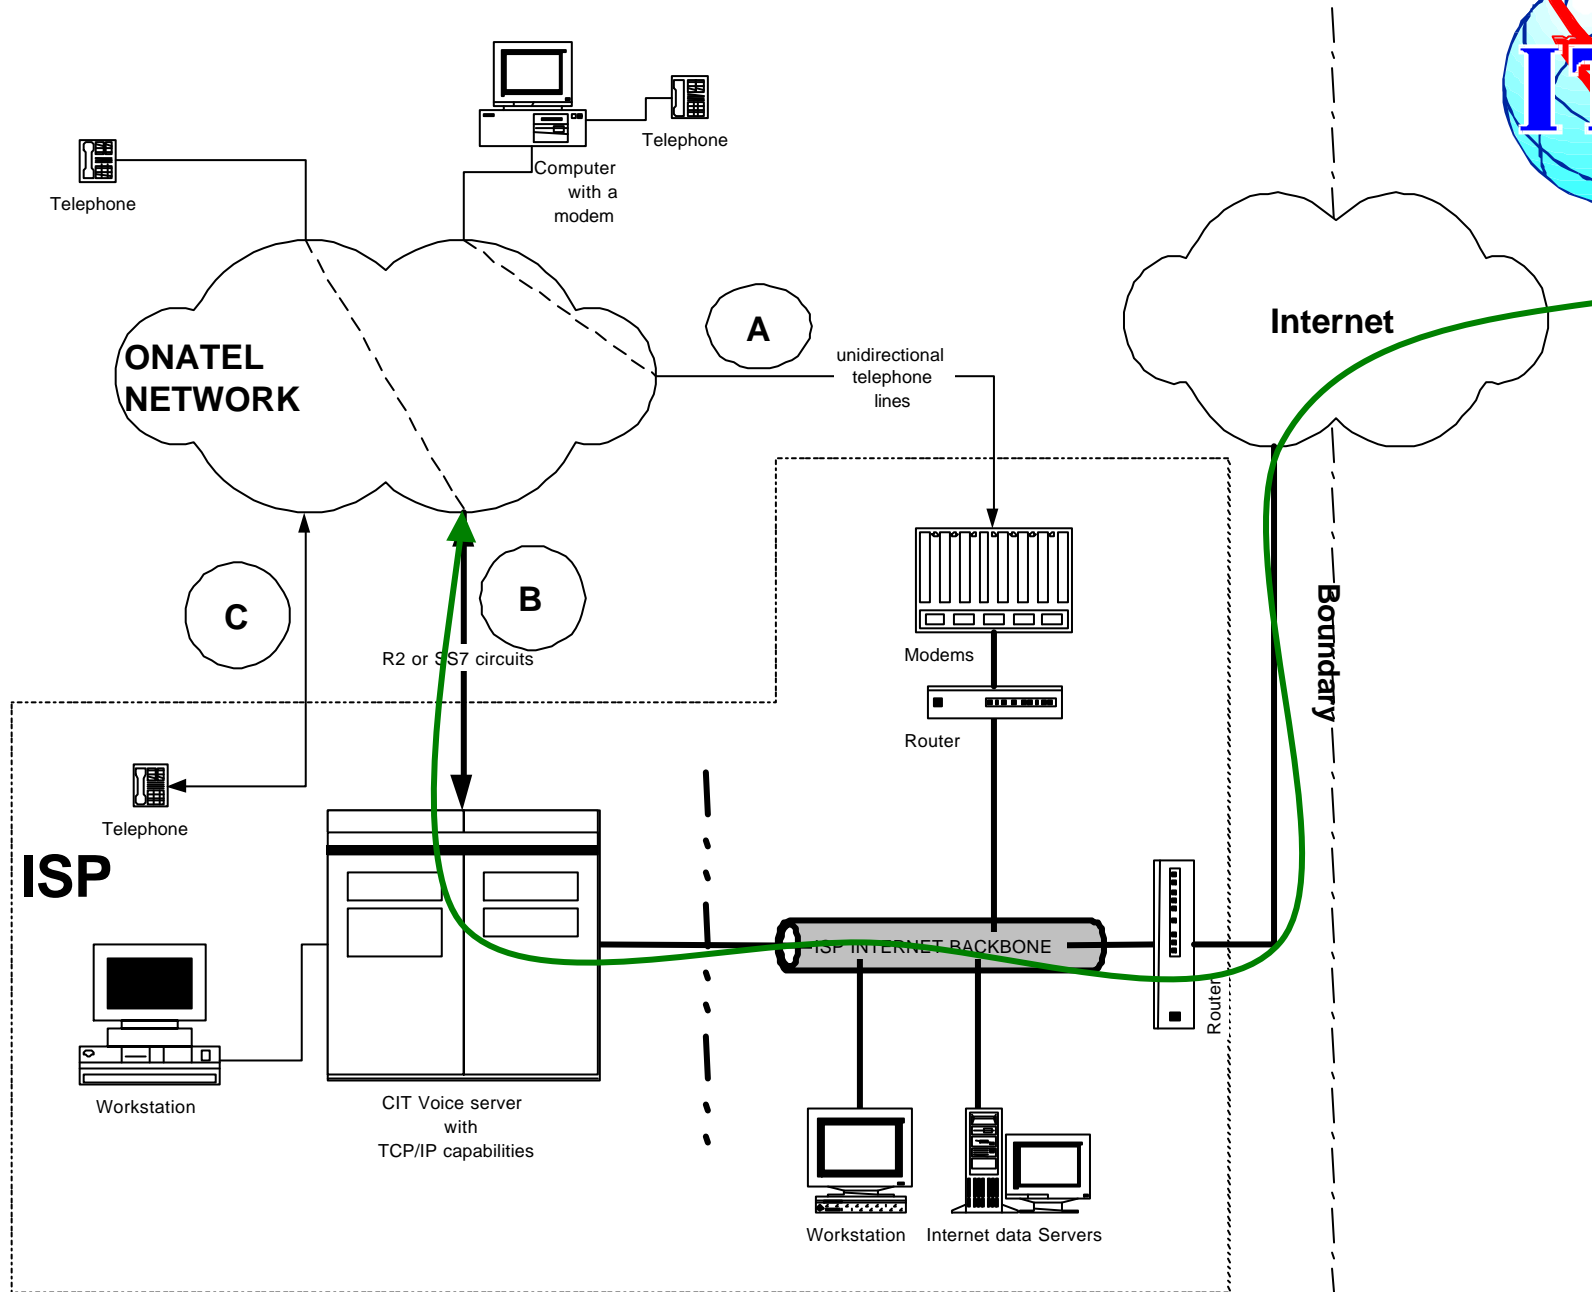 Telephone
Computer
with a
modem
Telephone
ONATEL
NETWORK
A
unidirectional
telephone
lines
Internet
Boundary
C
B
R2 or SS7 circuits
Modems
Router
Telephone
ISP
ISP INTERNET BACKBONE
Router
Workstation
CIT Voice server
with
TCP/IP capabilities
Workstation
Internet data Servers